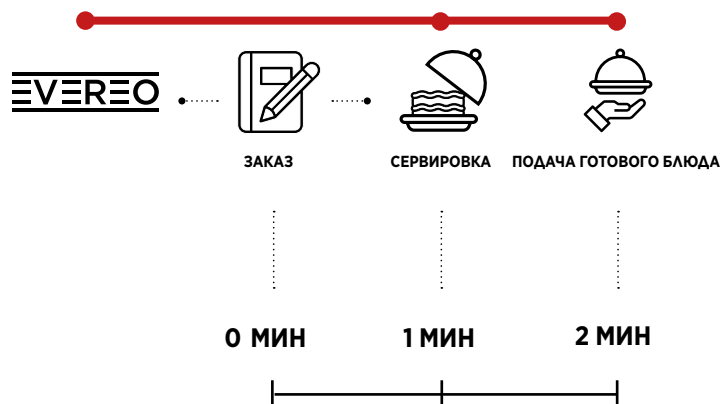 EVEREO
ЗАКАЗ
СЕРВИРОВКА
ПОДАЧА ГОТОВОГО БЛЮДА
0 МИН
1 МИН
2 МИН